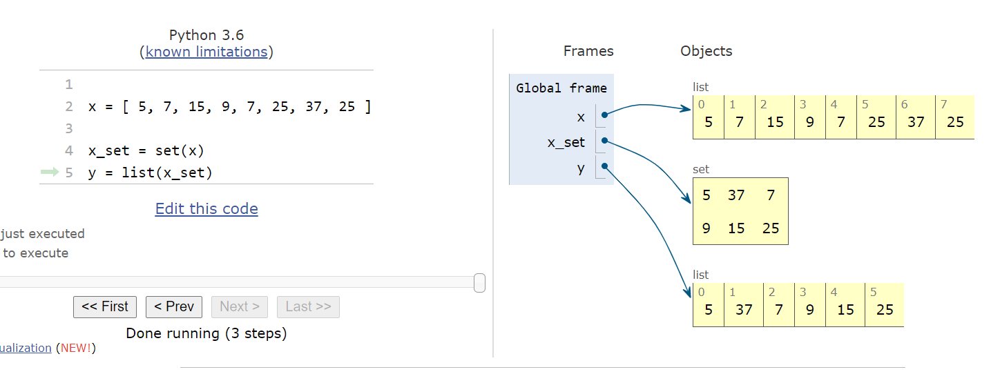 Python 3.6
(known limitations)
1
2 x = [ 5, 7, 15, 9, 7, 25, 37, 25 ]
3
4 x_set = set(x)
5 y = list(x_set)
Edit this code
just executed
to execute
<< First < Prev Next > Last >>
Done running (3 steps)
ualization (NEW!)
Frames Objects
Global frame
x
x_set
y
list
0 1 2 3 4 5 6 7
5 7 15 9 7 25 37 25
set
5 37 7
9 15 25
list
0 1 2 3 4 5
5 37 7 9 15 25